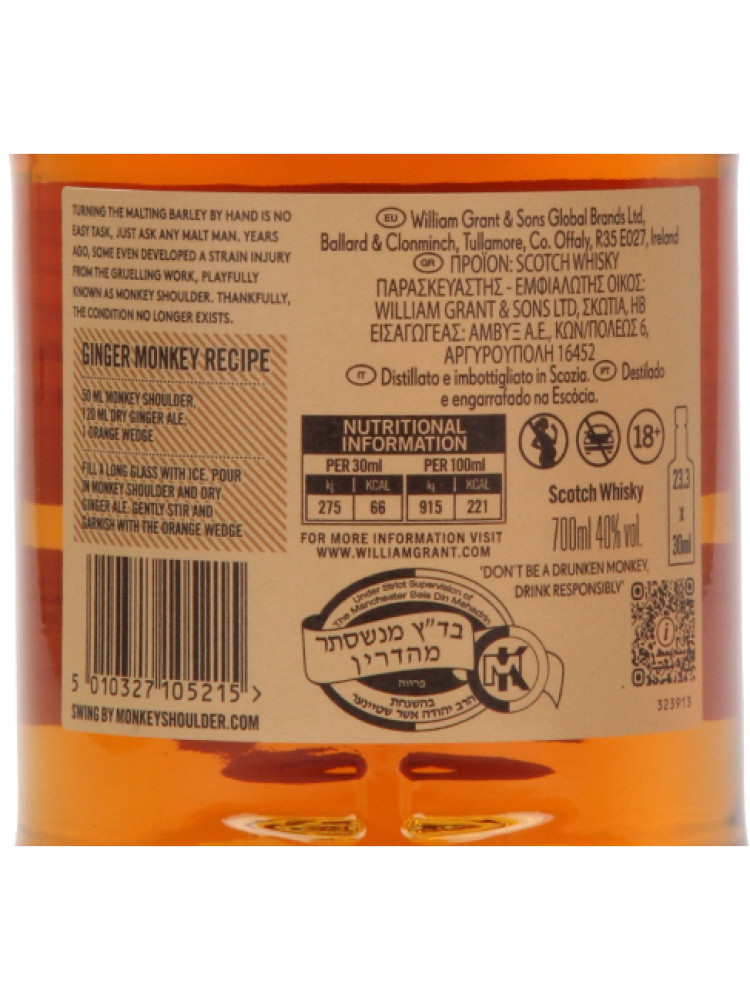 TURNING THE MALTING BARLEY BY HAND IS NO
EASY TASK, JUST ASK ANY MALT MAN. YEARS
AGO, SOME EVEN DEVELOPED A STRAIN INJURY
FROM THE GRUELLING WORK, PLAYFULLY
KNOWN AS MONKEY SHOULDER. THANKFULLY,
THE CONDITION NO LONGER EXISTS.
GINGER MONKEY RECIPE
50 ML MONKEY SHOULDER,
120 ML DRY GINGER ALE,
1 ORANGE WEDGE
FILL A LONG GLASS WITH ICE. POUR
IN MONKEY SHOULDER AND DRY
GINGER ALE. GENTLY STIR AND
GARNISH WITH THE ORANGE WEDGE
5 010327 105215 >
SWING BY MONKEYSHOULDER.COM
EU William Grant & Sons Global Brands Ltd,
Ballard & Clonminch, Tullamore, Co. Offaly, R35 E027, Ireland
GR ΠΡΟΪΟΝ: SCOTCH WHISKY
ΠΑΡΑΣΚΕΥΑΣΤΗΣ - ΕΜΦΙΑΛΩΤΗΣ ΟΙΚΟΣ:
WILLIAM GRANT & SONS LTD, ΣΚΩΤΙΑ, HB
ΕΙΣΑΓΩΓΕΑΣ: ΑΜΒΥΞ Α.Ε., ΚΩΝ/ΠΟΛΕΩΣ 6,
ΑΡΓΥΡΟΥΠΟΛΗ 16452
IT Distillato e imbottigliato in Scozia. PT Destilado
e engarrafado na Escócia.
NUTRITIONAL
INFORMATION
PER 30ml PER 100ml
kj KCAL kj KCAL
275 66 915 221
FOR MORE INFORMATION VISIT
WWW.WILLIAMGRANT.COM
18+
Scotch Whisky
700ml 40% vol.
23.3
x
30ml
'DON'T BE A DRUNKEN MONKEY,
DRINK RESPONSIBLY'
Under Strict Supervision of
The Manchester Beis Din Mehadrin
בד"ץ מנשסתר
מהדרין
פרווה
בהשגחת
הרב יהודה אשר שטיינער
MK
i
323913